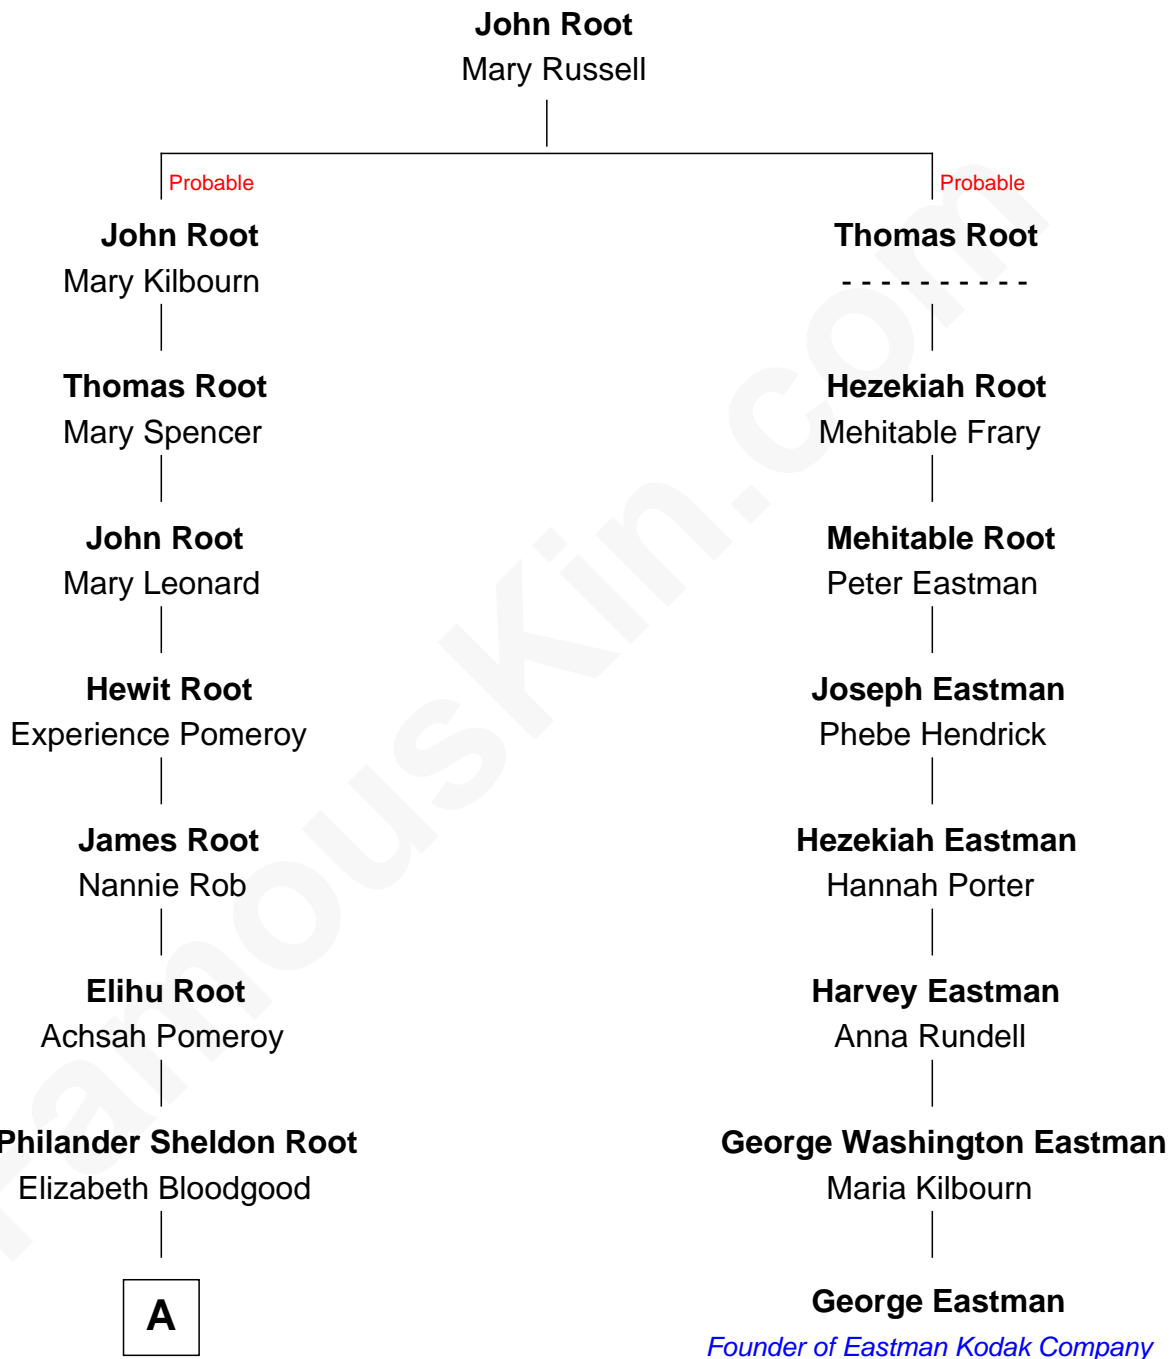 John Root
Mary Russell
Probable
Probable
John Root
Mary Kilbourn
Thomas Root
- - - - - - - - - -
Thomas Root
Mary Spencer
Hezekiah Root
Mehitable Frary
John Root
Mary Leonard
Mehitable Root
Peter Eastman
Hewit Root
Experience Pomeroy
Joseph Eastman
Phebe Hendrick
James Root
Nannie Rob
Hezekiah Eastman
Hannah Porter
Elihu Root
Achsah Pomeroy
Harvey Eastman
Anna Rundell
Philander Sheldon Root
Elizabeth Bloodgood
George Washington Eastman
Maria Kilbourn
A
George Eastman
Founder of Eastman Kodak Company
FamousKin.com